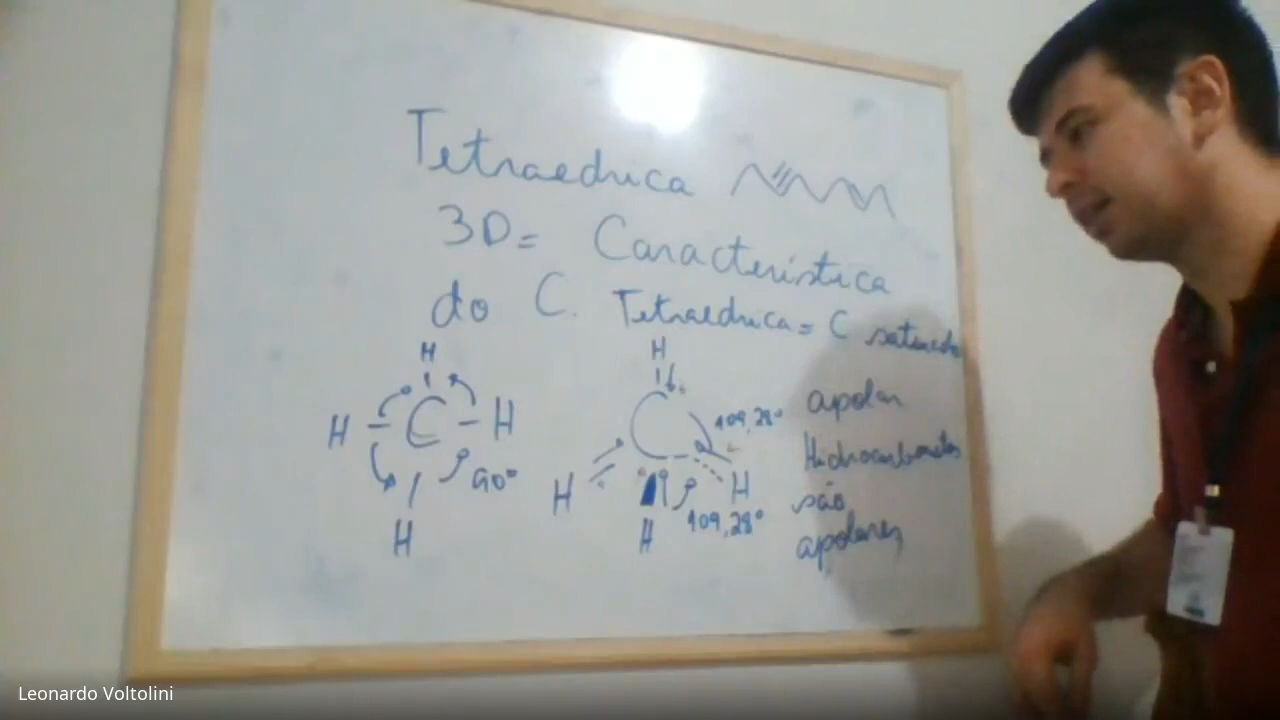 Tetraedrica
3D = Característica
do C. Tetraedrica = C saturado
H
H - C - H
90°
H
H
C
109,28°
H
H
109,28°
H
apolar
Hidrocarbonetos
são
apolares
Leonardo Voltolini